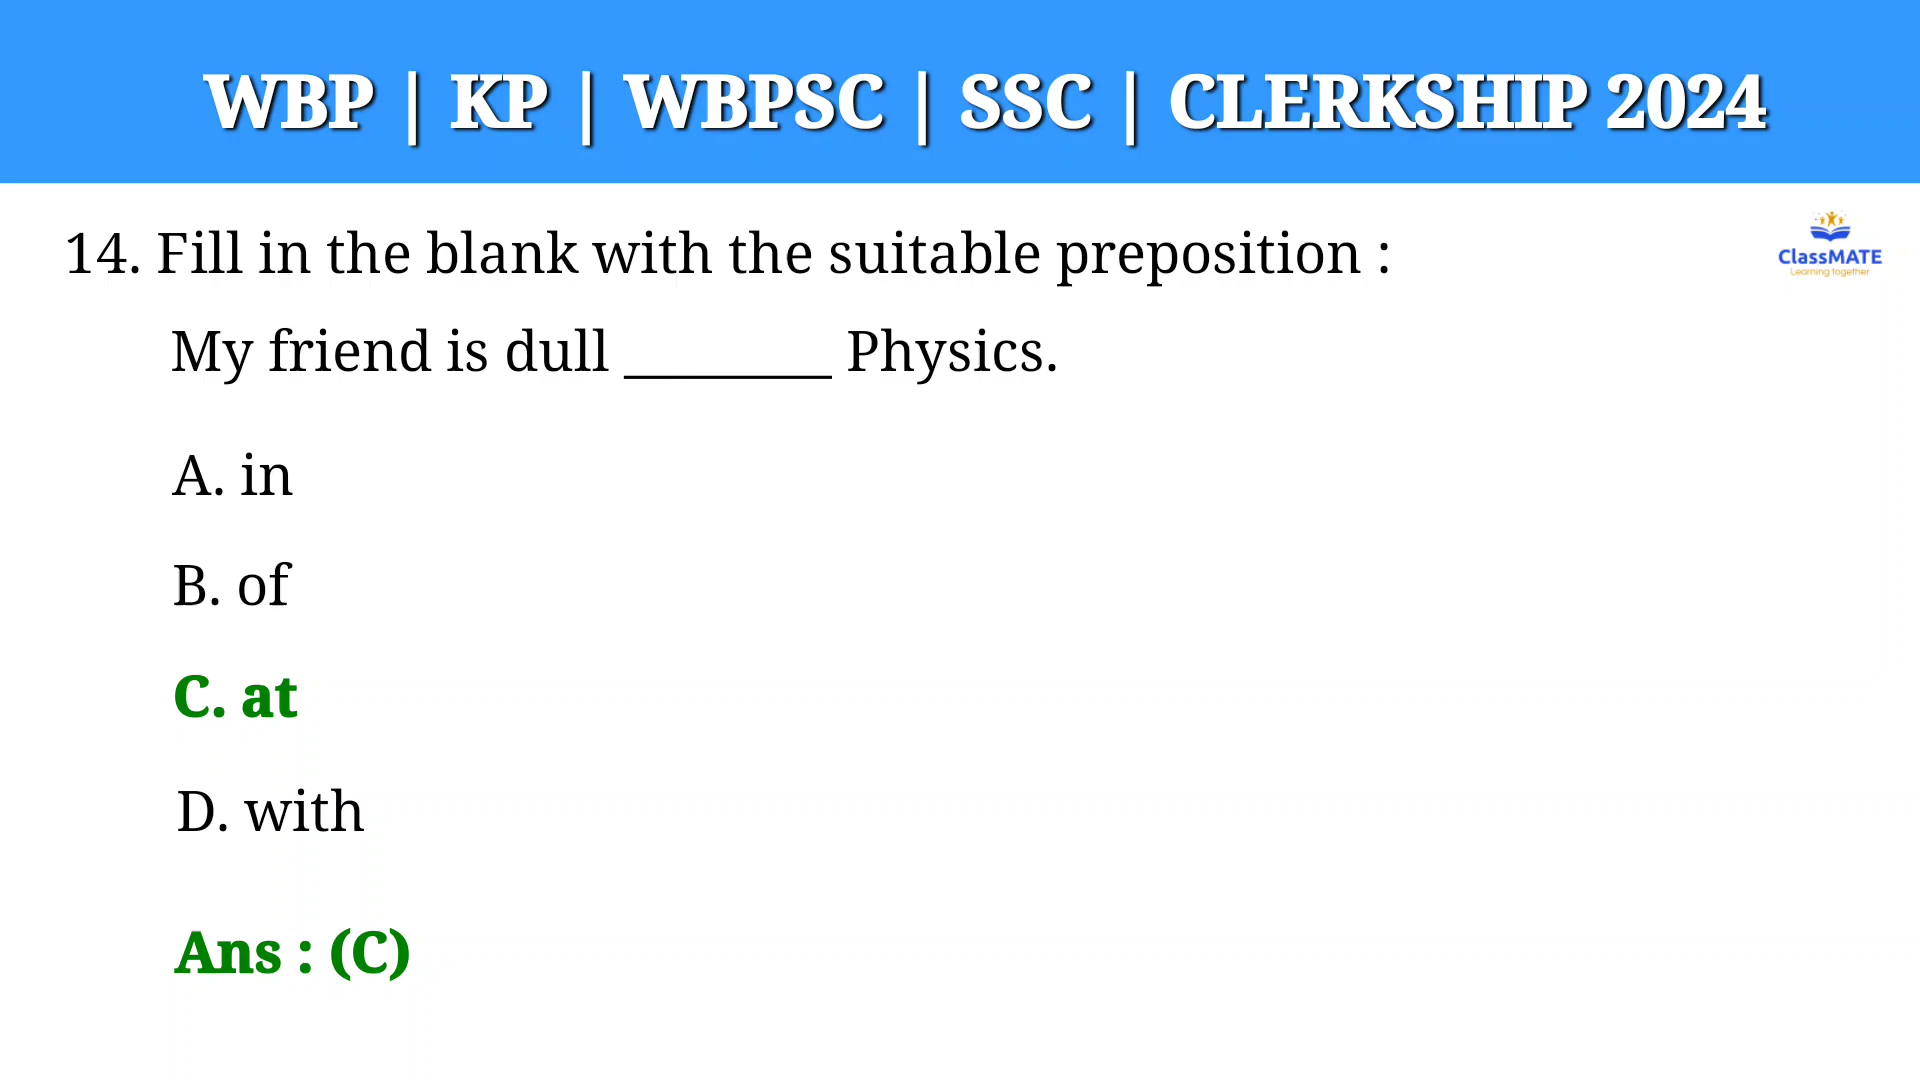 WBP | KP | WBPSC | SSC | CLERKSHIP 2024
14. Fill in the blank with the suitable preposition :
ClassMATE
Learning together
My friend is dull ________ Physics.
A. in
B. of
C. at
D. with
Ans : (C)